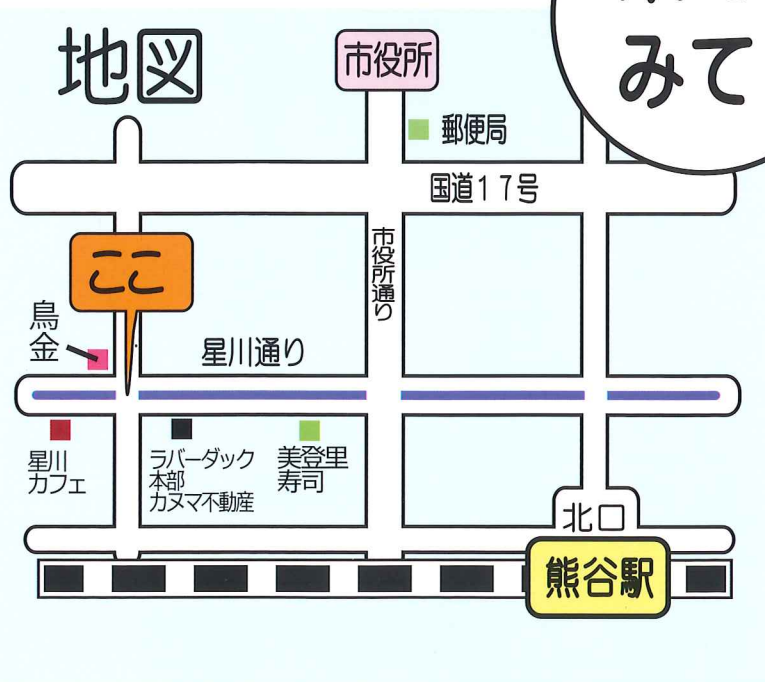 地図
市役所
みて
郵便局
国道17号
市役所通り
ここ
鳥
金
星川通り
星川
カフェ
ラバーダック
本部
カヌマ不動産
美登里
寿司
北口
熊谷駅